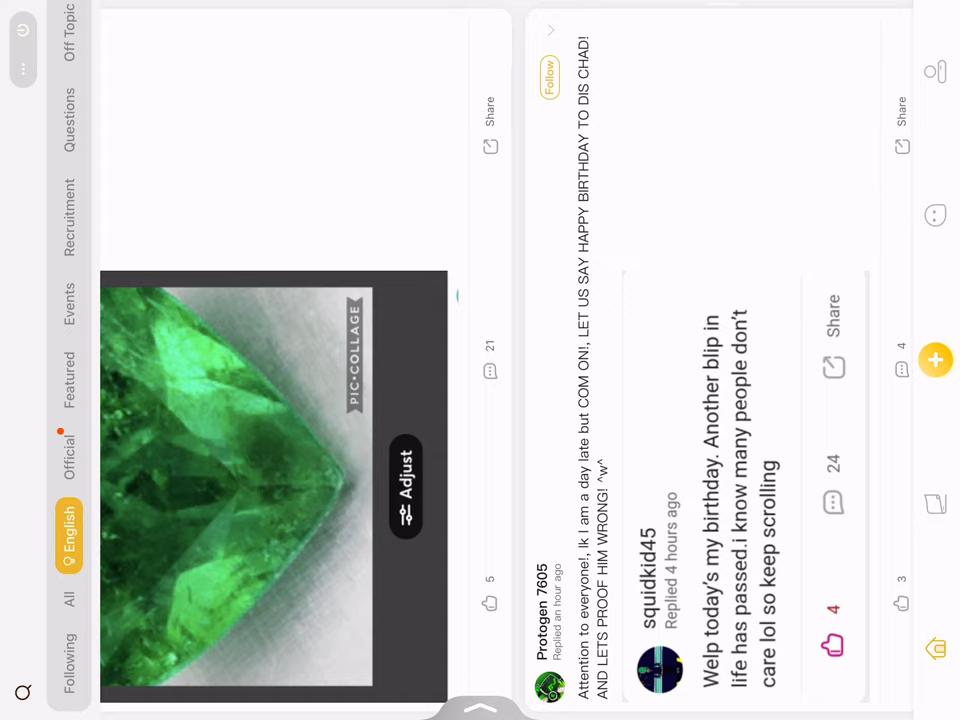 Following
All
English
Official
Featured
Events
Recruitment
Questions
Off Topic
PIC•COLLAGE
Adjust
5
21
Share
Protogen 7605
Replied an hour ago
Follow
Attention to everyone!, Ik I am a day late but COM ON!, LET US SAY HAPPY BIRTHDAY TO DIS CHAD!
AND LETS PROOF HIM WRONG! ^w^
squidkid45
Replied 4 hours ago
Welp today's my birthday. Another blip in
life has passed.i know many people don't
care lol so keep scrolling
4
24
Share
3
4
Share